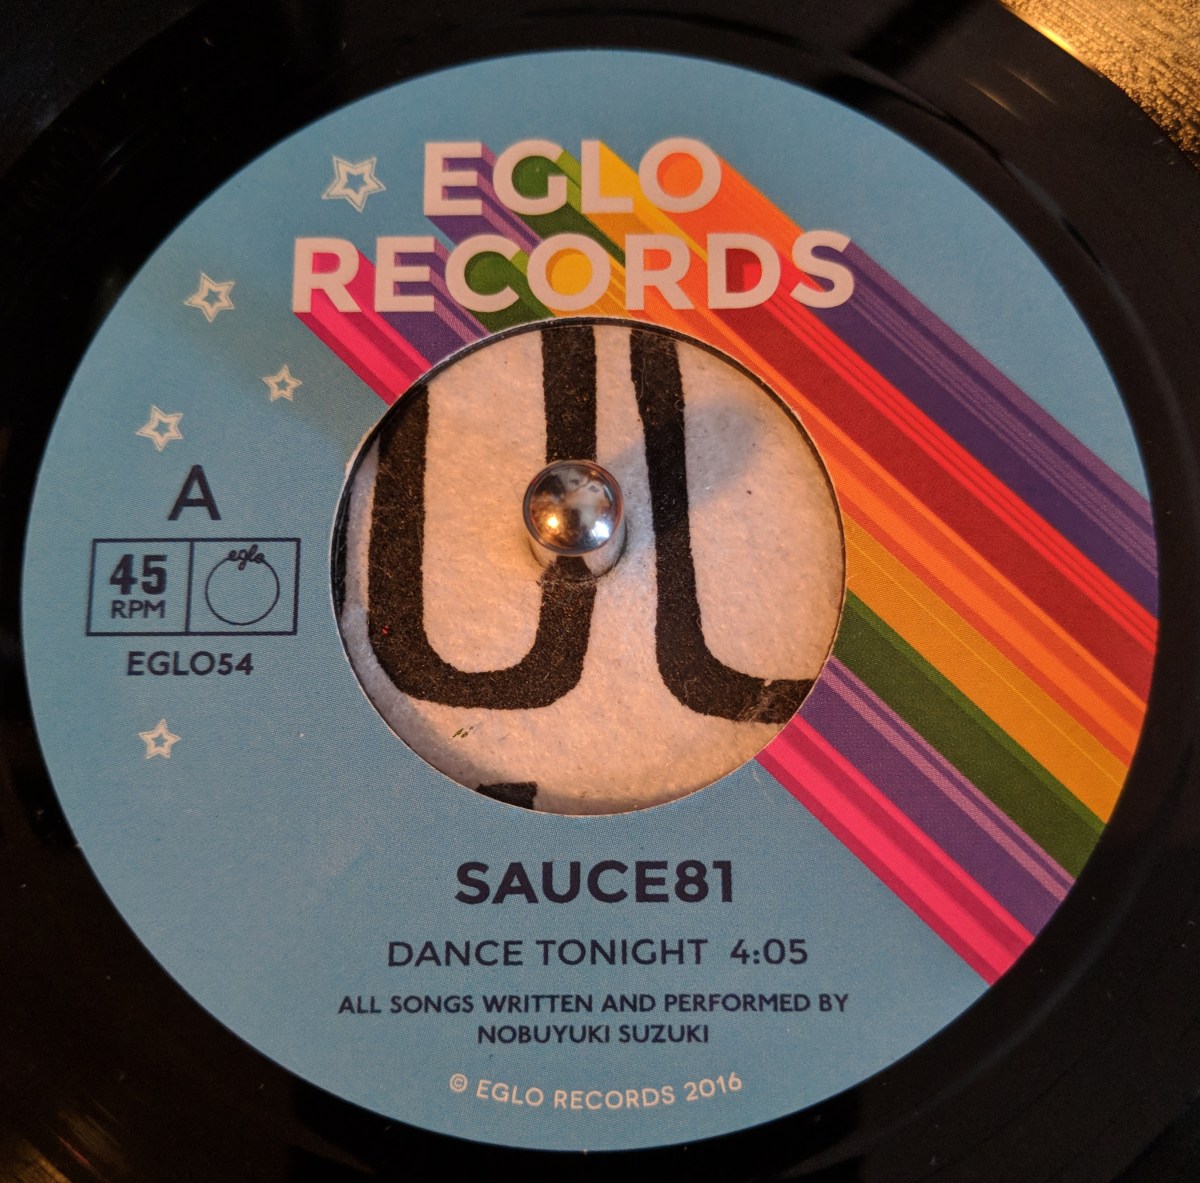 EGLO
RECORDS
A
45
RPM
eglo
EGLO54
SAUCE81
DANCE TONIGHT 4:05
ALL SONGS WRITTEN AND PERFORMED BY
NOBUYUKI SUZUKI
© EGLO RECORDS 2016